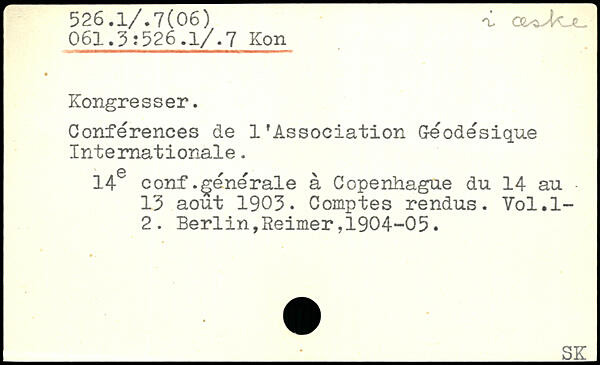 526.1/.7(06)
i æske
061.3:526.1/.7 Kon
Kongresser.
Conférences de l'Association Géodésique
Internationale.
14e conf.générale à Copenhague du 14 au
13 août 1903. Comptes rendus. Vol.1-
2. Berlin,Reimer,1904-05.
SK